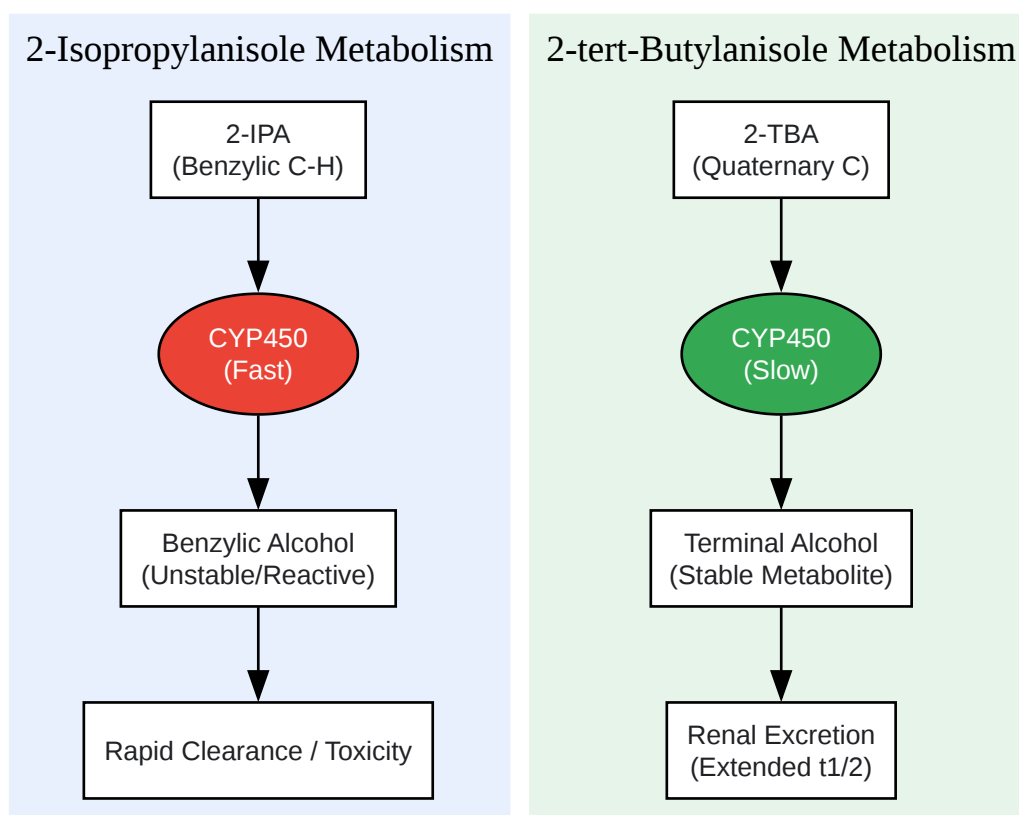 2-Isopropylanisole Metabolism
2-IPA
(Benzylic C-H)
CYP450
(Fast)
Benzylic Alcohol
(Unstable/Reactive)
Rapid Clearance / Toxicity
2-tert-Butylanisole Metabolism
2-TBA
(Quaternary C)
CYP450
(Slow)
Terminal Alcohol
(Stable Metabolite)
Renal Excretion
(Extended t1/2)